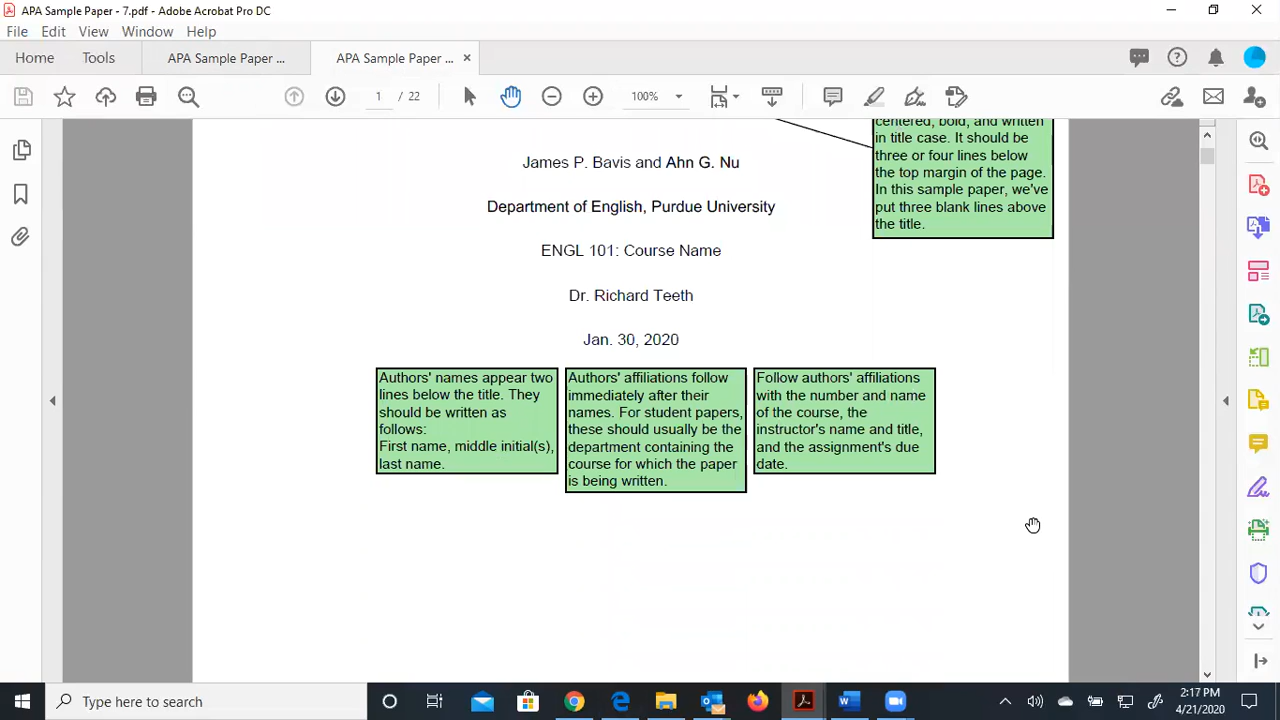 APA Sample Paper - 7.pdf - Adobe Acrobat Pro DC
File Edit View Window Help
Home Tools APA Sample Paper ... APA Sample Paper ...
1 / 22 100%
centered, bold, and written
in title case. It should be
three or four lines below
the top margin of the page.
In this sample paper, we've
put three blank lines above
the title.
James P. Bavis and Ahn G. Nu
Department of English, Purdue University
ENGL 101: Course Name
Dr. Richard Teeth
Jan. 30, 2020
Authors' names appear two
lines below the title. They
should be written as
follows:
First name, middle initial(s),
last name.
Authors' affiliations follow
immediately after their
names. For student papers,
these should usually be the
department containing the
course for which the paper
is being written.
Follow authors' affiliations
with the number and name
of the course, the
instructor's name and title,
and the assignment's due
date.
Type here to search
2:17 PM
4/21/2020